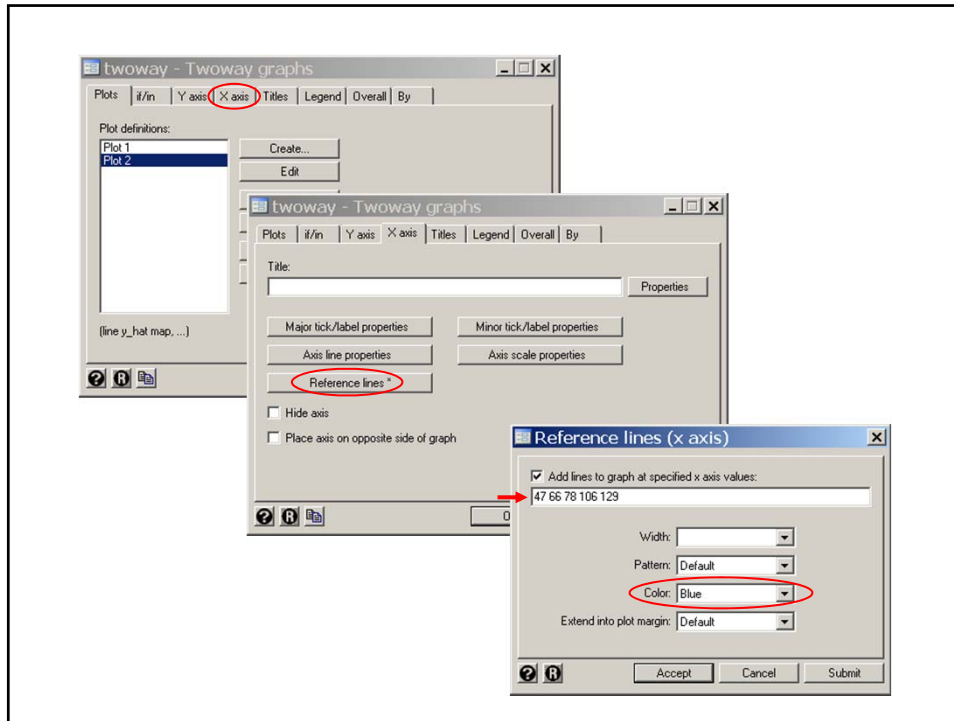 twoway - Twoway graphs
Plots if/in Y axis X axis Titles Legend Overall By
Plot definitions:
Plot 1
Plot 2
Create...
Edit
(line y_hat map, ...)
twoway - Twoway graphs
Plots if/in Y axis X axis Titles Legend Overall By
Title:
Properties
Major tick/label properties Minor tick/label properties
Axis line properties Axis scale properties
Reference lines *
Hide axis
Place axis on opposite side of graph
Reference lines (x axis)
Add lines to graph at specified x axis values:
47 66 78 106 129
Width:
Pattern: Default
Color: Blue
Extend into plot margin: Default
Accept Cancel Submit